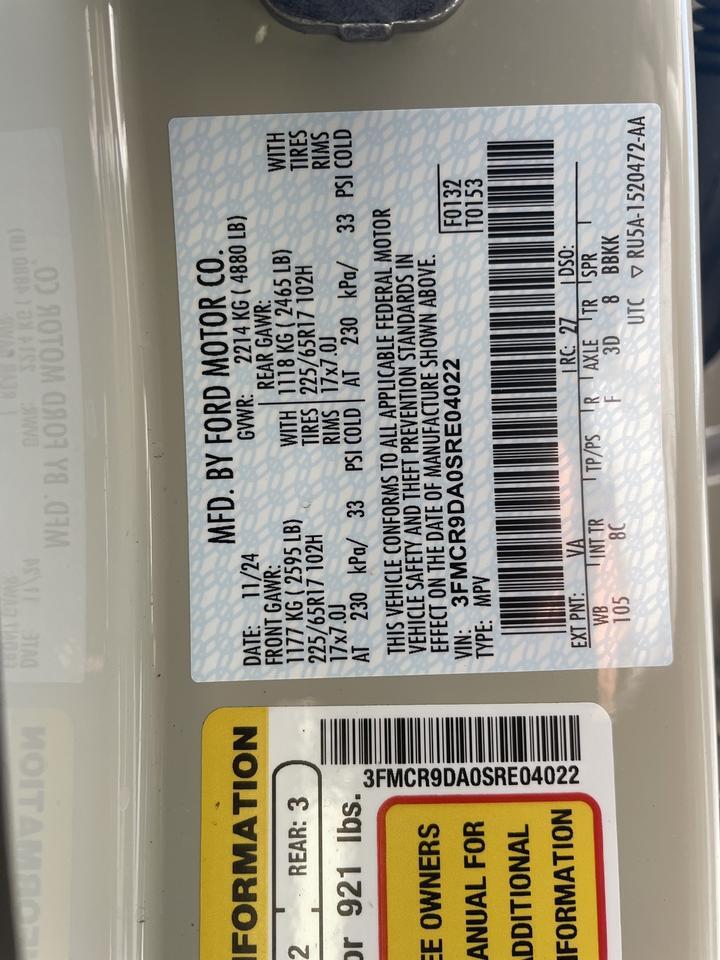 MFD. BY FORD MOTOR CO.
DATE: 11/24 GVWR: 2214 KG ( 4880 LB)
FRONT GAWR: REAR GAWR:
1177 KG ( 2595 LB) WITH 1118 KG ( 2465 LB) WITH
225/65R17 102H TIRES 225/65R17 102H TIRES
17x7.0J RIMS 17x7.0J RIMS
AT 230 kPa/ 33 PSI COLD AT 230 kPa/ 33 PSI COLD
THIS VEHICLE CONFORMS TO ALL APPLICABLE FEDERAL MOTOR
VEHICLE SAFETY AND THEFT PREVENTION STANDARDS IN
EFFECT ON THE DATE OF MANUFACTURE SHOWN ABOVE.
VIN: 3FMCR9DA0SRE04022
TYPE: MPV
F0132
T0153
EXT PNT: VA RC: 27 DSO:
WB INT TR TP/PS R AXLE TR SPR
105 8C F 3D 8 BBKK
UTC ▽ RU5A-1520472-AA
FORMATION
2 REAR: 3
or 921 lbs.
3FMCR9DA0SRE04022
EE OWNERS
ANUAL FOR
ADDITIONAL
FORMATION